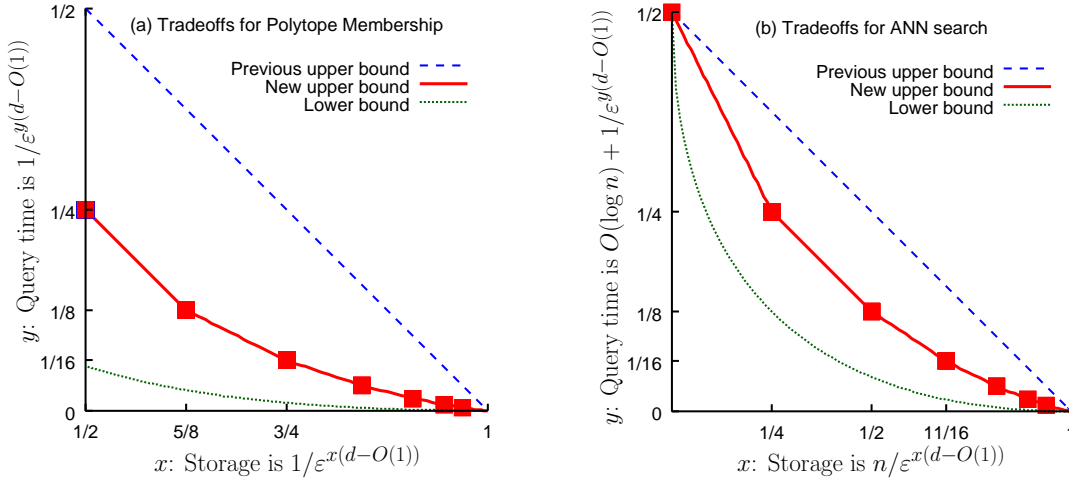 (a) Tradeoffs for Polytope Membership
Previous upper bound
New upper bound
Lower bound
y: Query time is 1/ε^{y(d−O(1))}
1/2
1/4
1/8
1/16
0
1/2
5/8
3/4
1
x: Storage is 1/ε^{x(d−O(1))}
(b) Tradeoffs for ANN search
Previous upper bound
New upper bound
Lower bound
y: Query time is O(log n) + 1/ε^{y(d−O(1))}
1/2
1/4
1/8
1/16
0
1/4
1/2
11/16
1
x: Storage is n/ε^{x(d−O(1))}